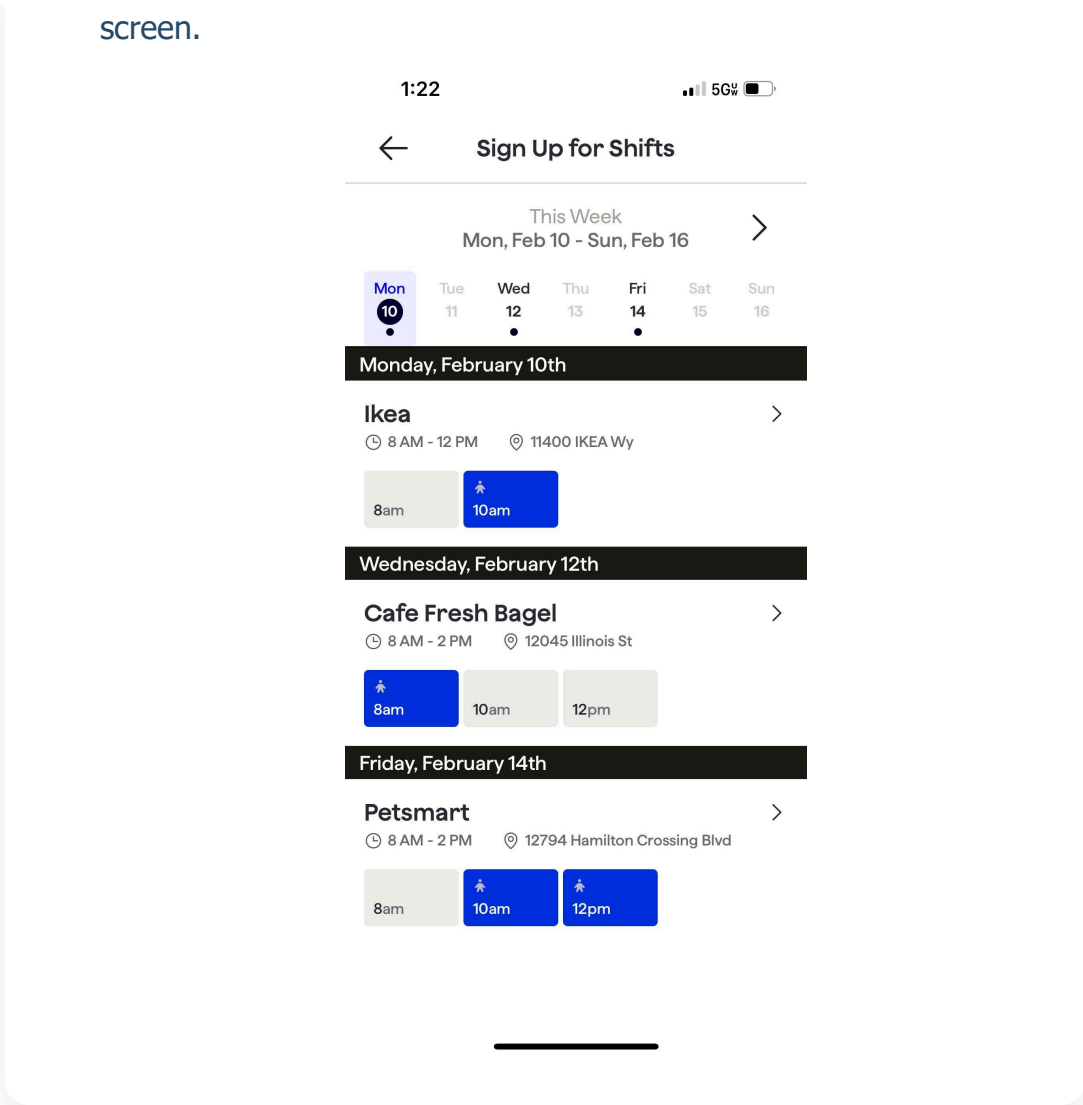 screen.
1:22 5G UW
Sign Up for Shifts
This Week
Mon, Feb 10 - Sun, Feb 16
Mon Tue Wed Thu Fri Sat Sun
10 11 12 13 14 15 16
Monday, February 10th
Ikea
8 AM - 12 PM 11400 IKEA Wy
8am 10am
Wednesday, February 12th
Cafe Fresh Bagel
8 AM - 2 PM 12045 Illinois St
8am 10am 12pm
Friday, February 14th
Petsmart
8 AM - 2 PM 12794 Hamilton Crossing Blvd
8am 10am 12pm